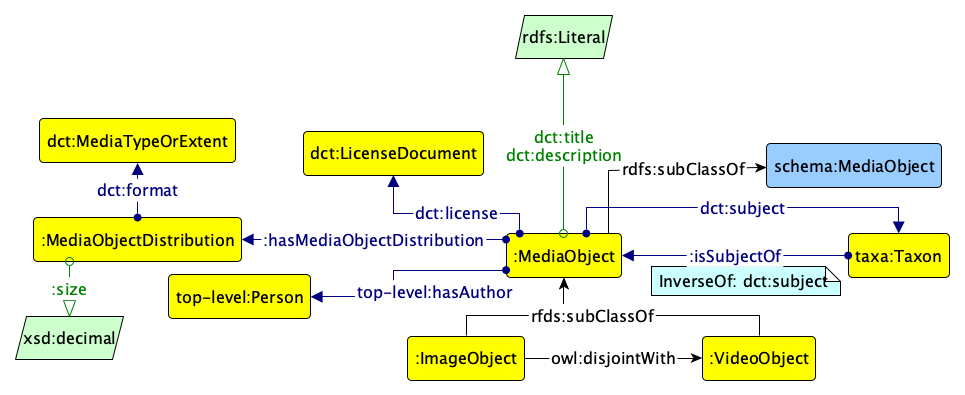 rdfs:Literal
dct:MediaTypeOrExtent
dct:LicenseDocument
dct:title
dct:description
rdfs:subClassOf
schema:MediaObject
dct:format
dct:license
dct:subject
:MediaObjectDistribution
:hasMediaObjectDistribution
:MediaObject
:isSubjectOf
taxa:Taxon
InverseOf: dct:subject
:size
top-level:Person
top-level:hasAuthor
xsd:decimal
rfds:subClassOf
:ImageObject
owl:disjointWith
:VideoObject